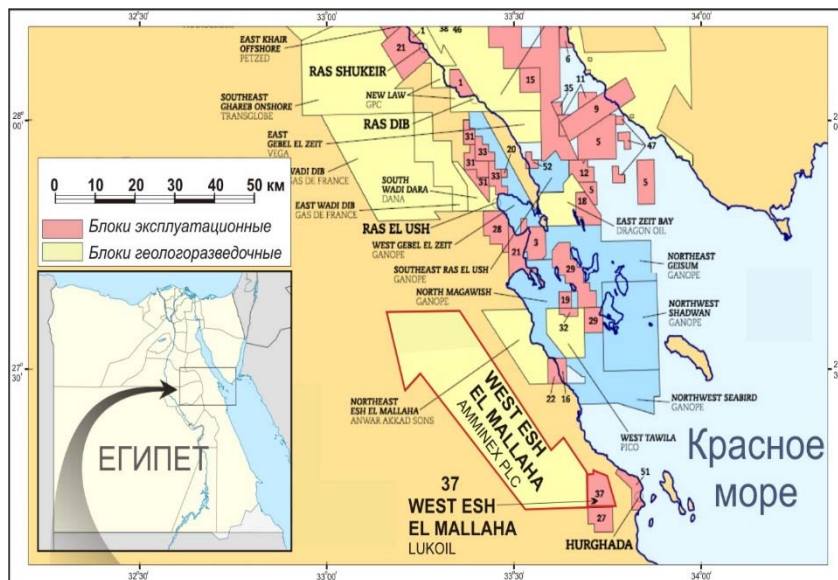 32°30'
33°00'
33°30'
34°00'
EAST KHAIR
OFFSHORE
PETZED
21
1
38
46
RAS SHUKEIR
6
11
35
15
1
9
NEW LAW
GPC
SOUTHEAST
GHAREB ONSHORE
TRANSGLOBE
RAS DIB
28
00'
EAST
GEBEL EL ZEIT
VEGA
31
33
20
5
47
52
31
33
31
12
5
5
18
WADI DIB
GAS DE FRANCE
SOUTH
WADI DARA
DANA
EAST WADI DIB
GAS DE FRANCE
RAS EL USH
EAST ZEIT BAY
DRAGON OIL
WEST GEBEL EL ZEIT
GANOPE
28
21
3
SOUTHEAST RAS EL USH
GANOPE
29
NORTHEAST
GEISUM
GANOPE
NORTH MAGAWISH
GANOPE
19
32
29
NORTHWEST
SHADWAN
GANOPE
0 10 20 30 40 50 КМ
Блоки эксплуатационные
Блоки геологоразведочные
27
30'
22
16
NORTHWEST SEABIRD
GANOPE
NORTHEAST
ESH EL MALLAHA
ANWAR AKKAD SONS
WEST ESH
EL MALLAHA
AMMINEX PLC
WEST TAWILA
PICO
Красное
море
ЕГИПЕТ
37
WEST ESH
EL MALLAHA
LUKOIL
51
37
27
HURGHADA
32°30'
33°00'
33°30'
34°00'